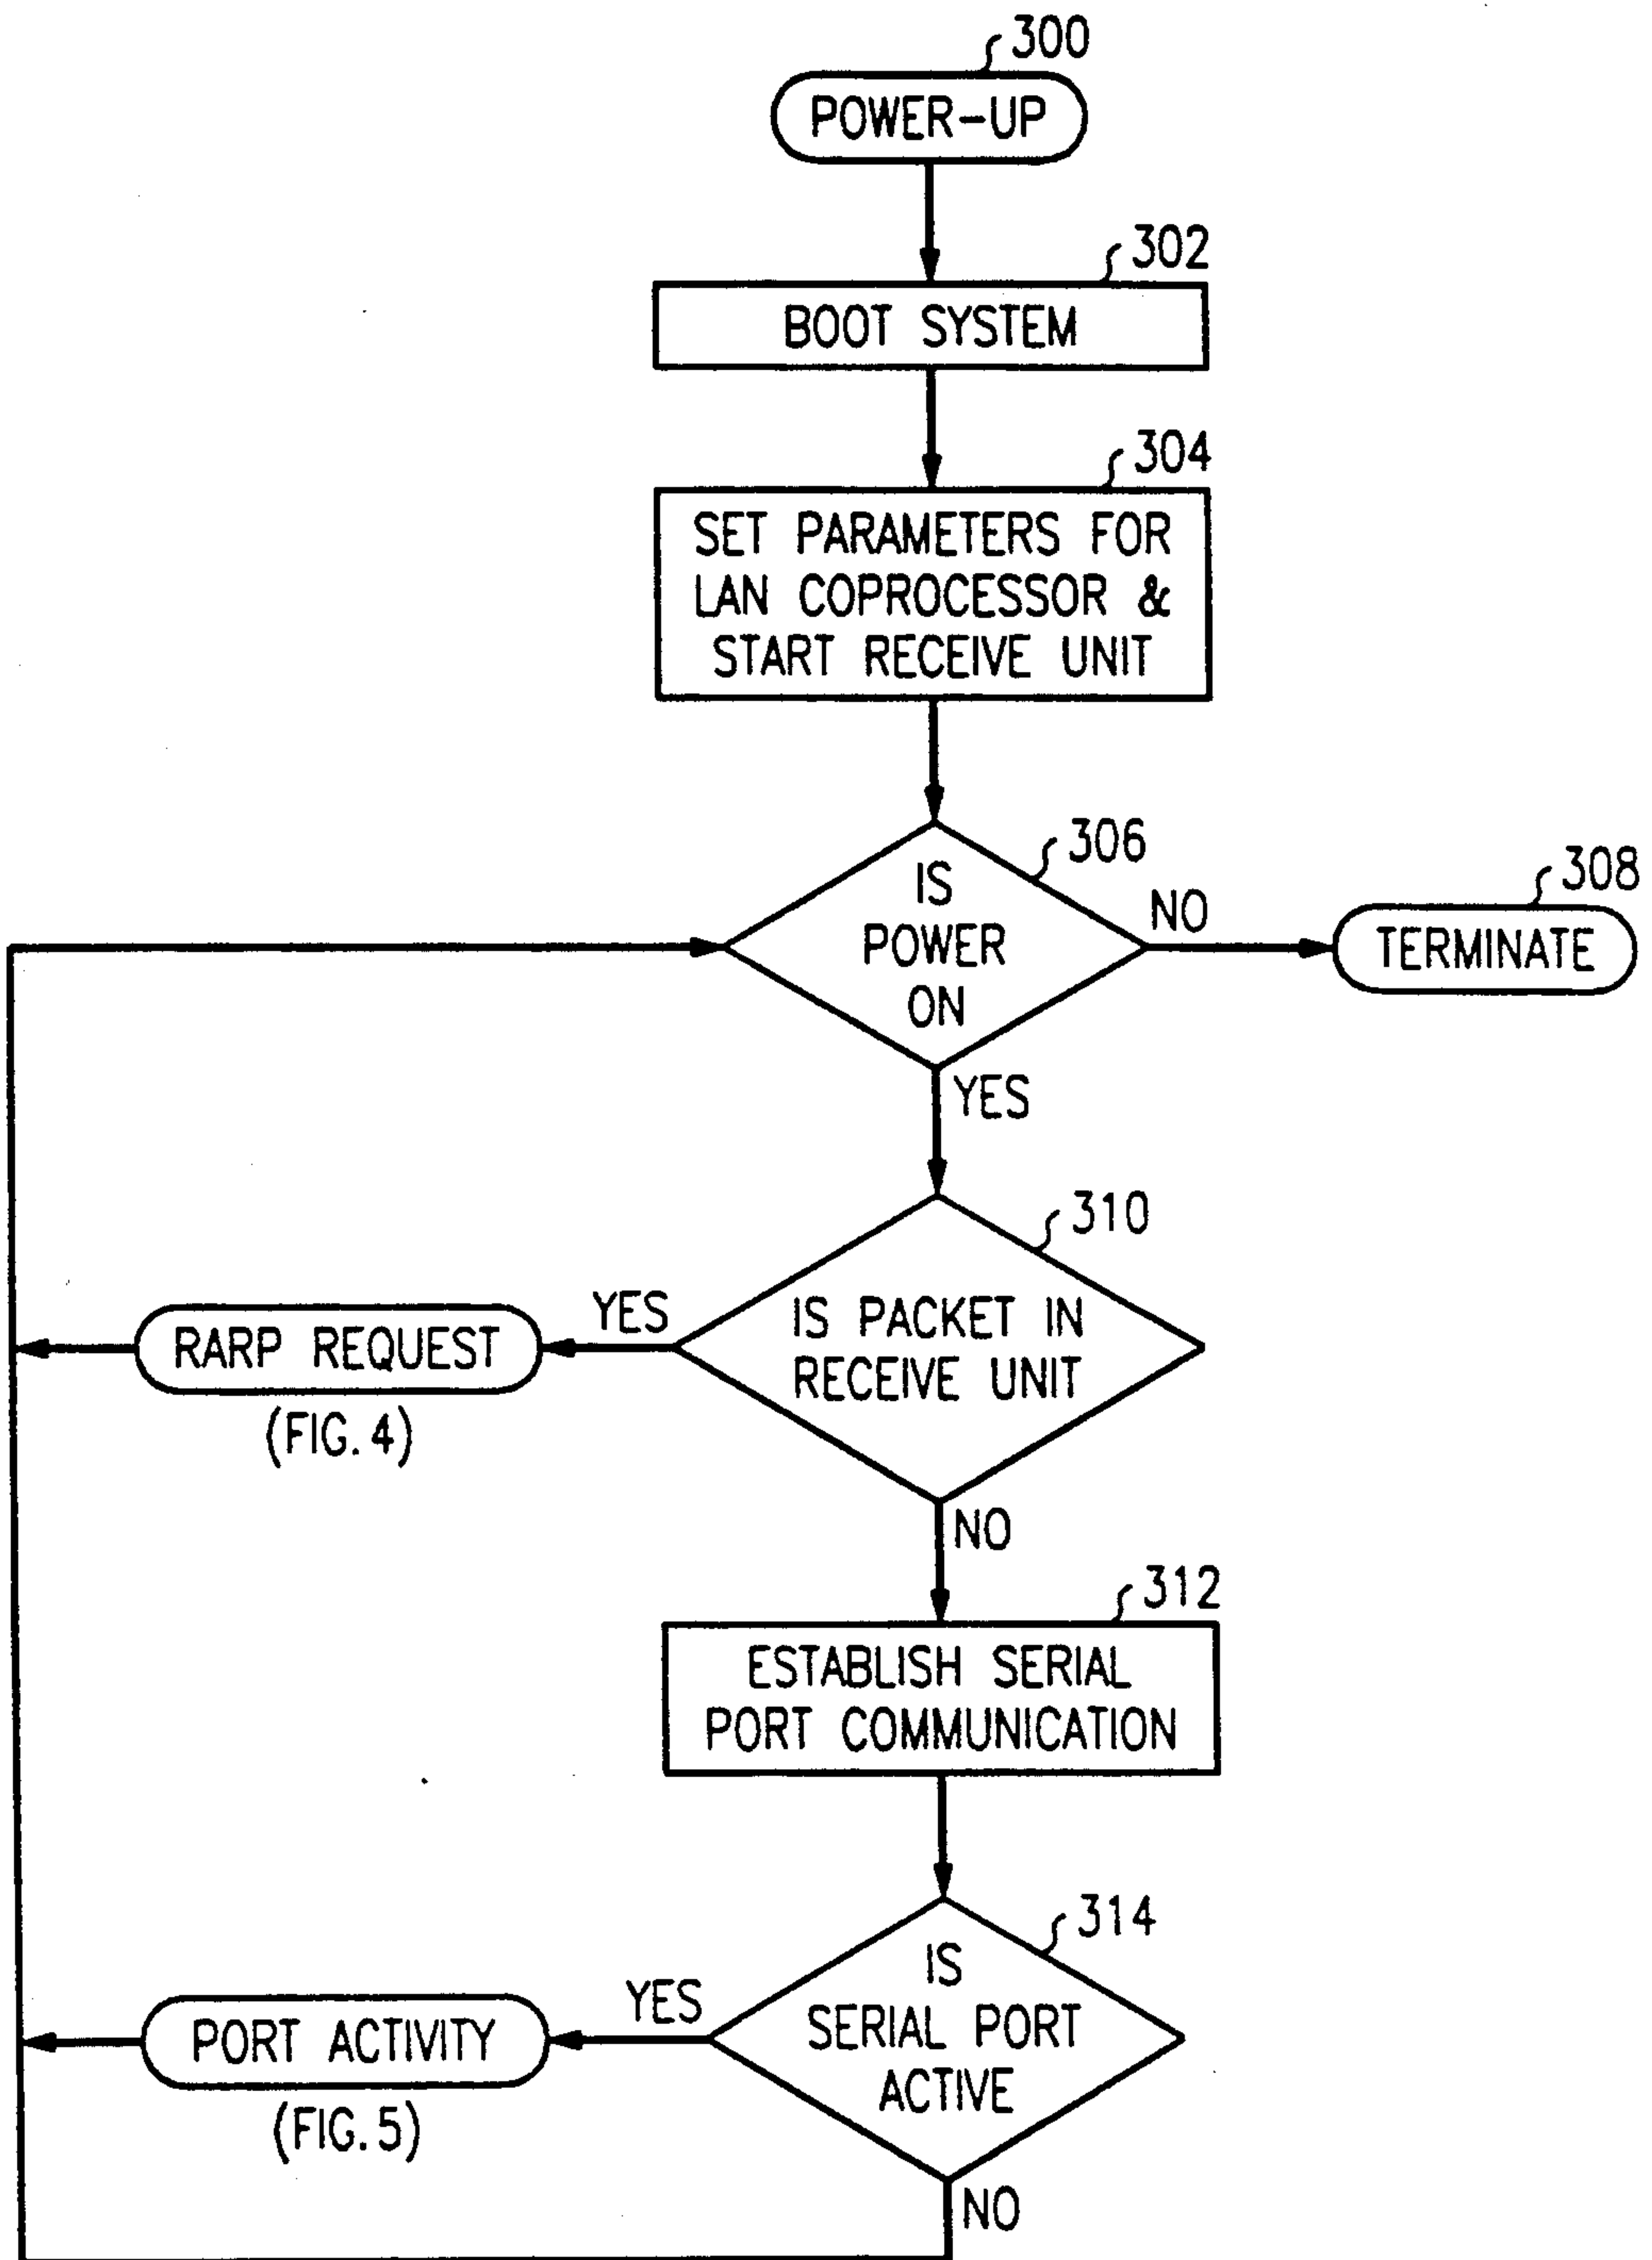 300
POWER-UP
302
BOOT SYSTEM
304
SET PARAMETERS FOR
LAN COPROCESSOR &
START RECEIVE UNIT
306
IS
POWER
ON
NO
308
TERMINATE
YES
310
IS PACKET IN
RECEIVE UNIT
YES
RARP REQUEST
(FIG. 4)
NO
312
ESTABLISH SERIAL
PORT COMMUNICATION
314
IS
SERIAL PORT
ACTIVE
YES
PORT ACTIVITY
(FIG. 5)
NO